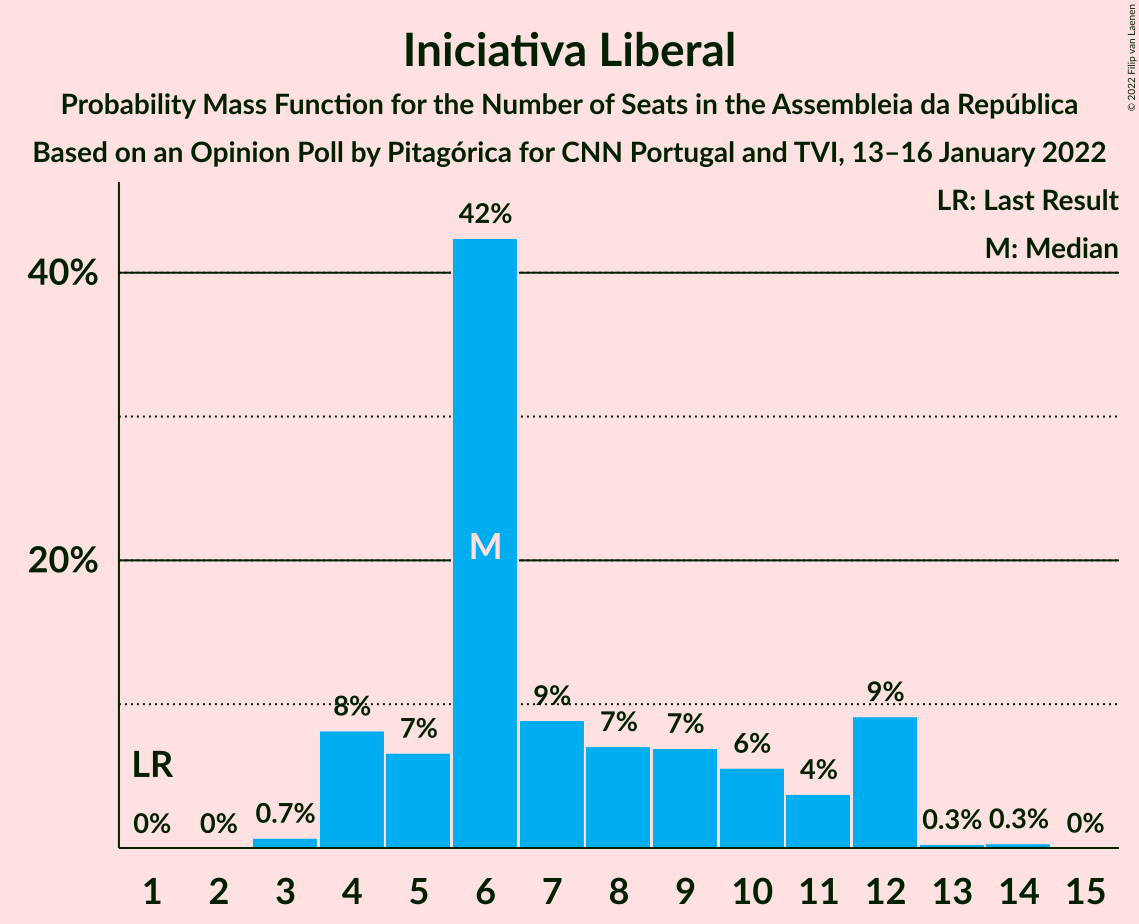 Iniciativa Liberal
Probability Mass Function for the Number of Seats in the Assembleia da República
Based on an Opinion Poll by Pitagórica for CNN Portugal and TVI, 13–16 January 2022
© 2022 Filip van Laenen
LR: Last Result
M: Median
42%
40%
M
20%
9%
9%
8%
7%
7%
7%
6%
4%
LR
0%
0%
0.7%
0.3%
0.3%
0%
1 2 3 4 5 6 7 8 9 10 11 12 13 14 15